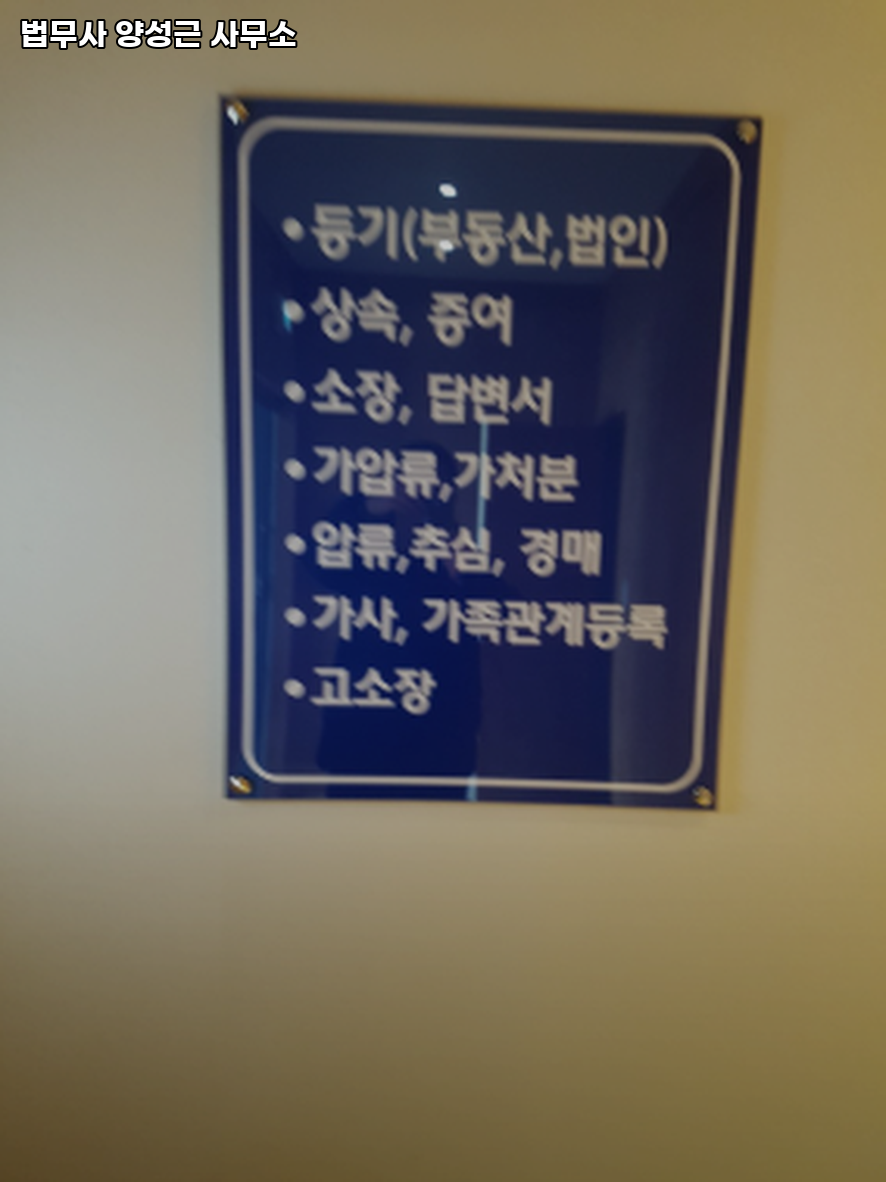 법무사 양성근 사무소
• 등기(부동산,법인)
• 상속, 증여
• 소장, 답변서
• 가압류,가처분
• 압류,추심, 경매
• 가사, 가족관계등록
• 고소장